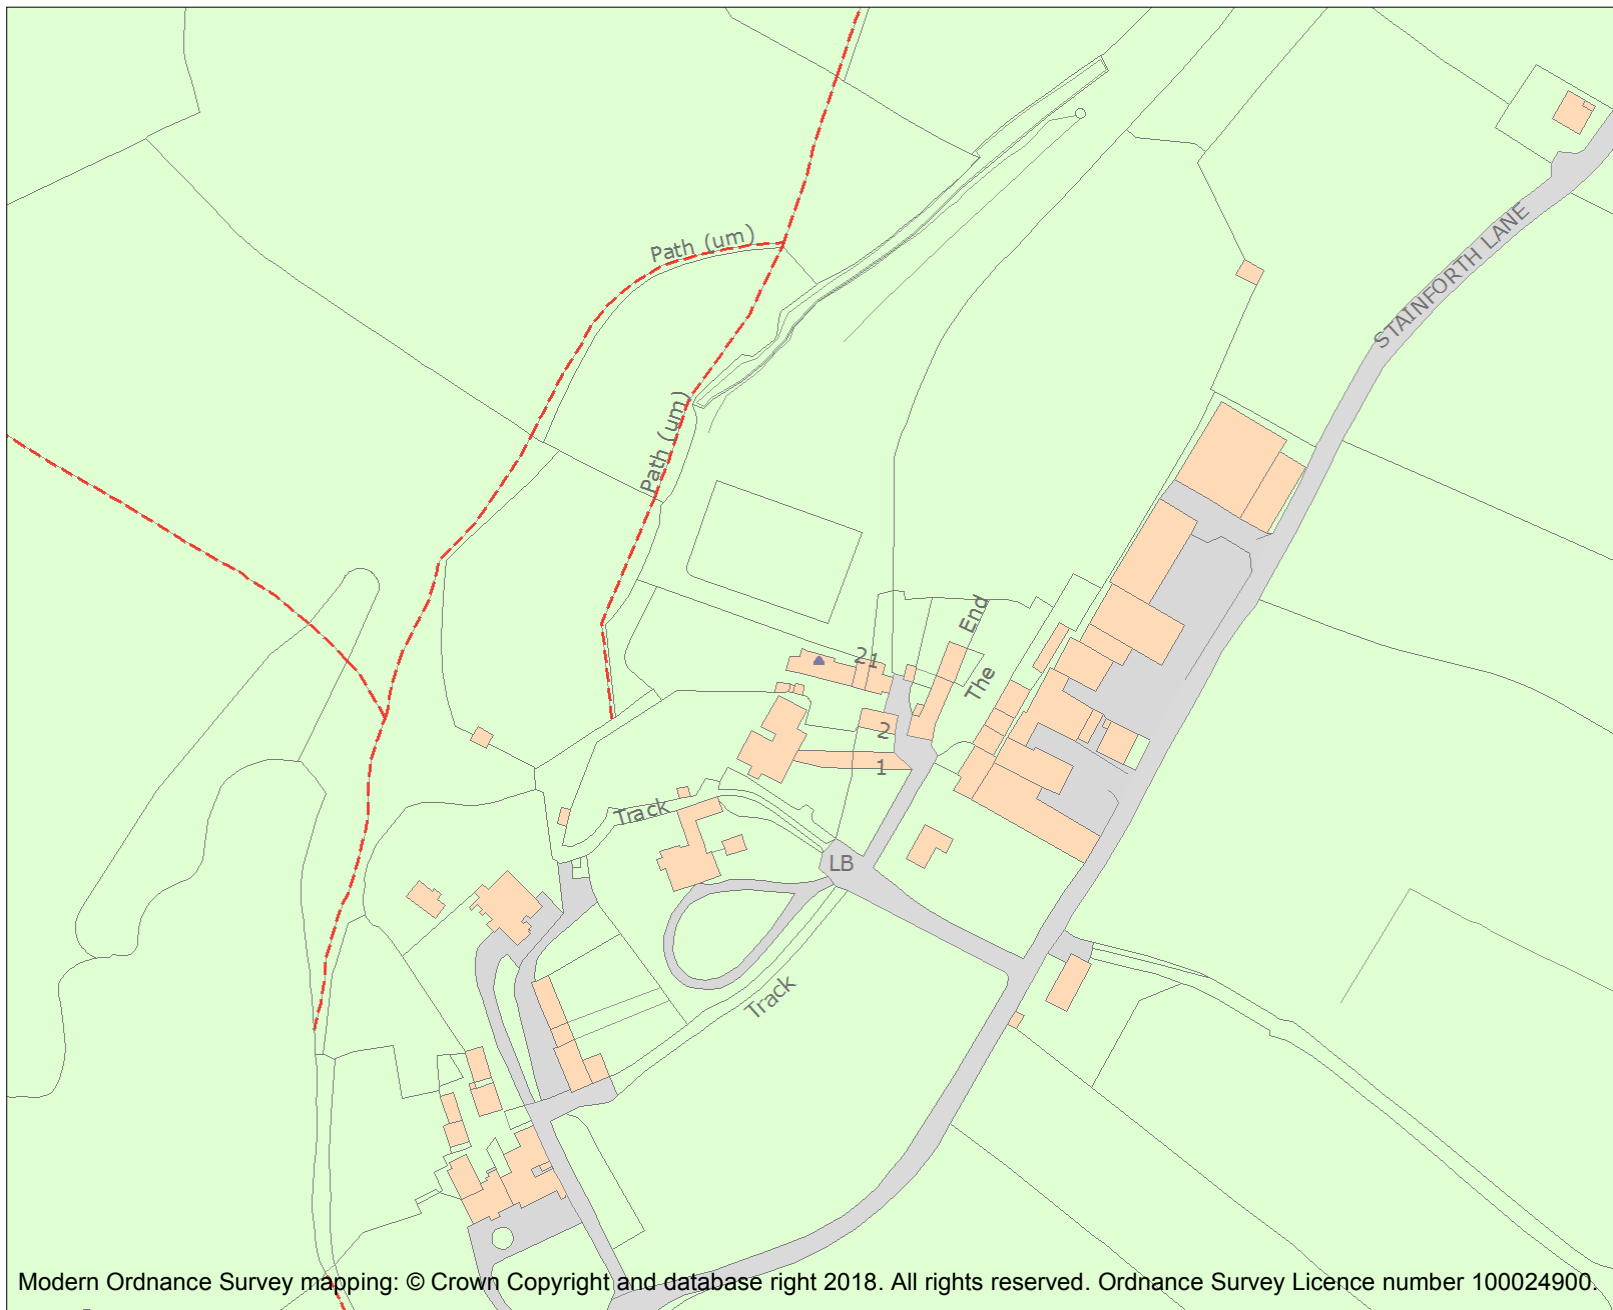 STAINFORTH LANE
Path (um)
Path (um)
The End
21
2
1
Track
LB
Track
Modern Ordnance Survey mapping: © Crown Copyright and database right 2018. All rights reserved. Ordnance Survey Licence number 100024900.